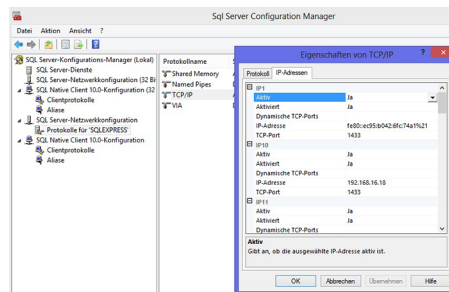 Sql Server Configuration Manager
Datei Aktion Ansicht ?
SQL Server-Konfigurations-Manager (Lokal)
SQL Server-Dienste
SQL Server-Netzwerkkonfiguration (32 Bi
SQL Native Client 10.0-Konfiguration (32
Clientprotokolle
Aliase
SQL Server-Netzwerkkonfiguration
Protokolle für 'SQLEXPRESS'
SQL Native Client 10.0-Konfiguration
Clientprotokolle
Aliase
Protokollname
Shared Memory
Named Pipes
TCP/IP
VIA
Eigenschaften von TCP/IP
? x
Protokoll IP-Adressen
IP1
Aktiv Ja
Aktiviert Ja
Dynamische TCP-Ports
IP-Adresse fe80::ec95:b042:6fc:74a1%21
TCP-Port 1433
IP10
Aktiv Ja
Aktiviert Ja
Dynamische TCP-Ports
IP-Adresse 192.168.16.18
TCP-Port 1433
IP11
Aktiv Ja
Aktiviert Ja
Dynamische TCP-Ports
Aktiv
Gibt an, ob die ausgewählte IP-Adresse aktiv ist.
OK Abbrechen Übernehmen Hilfe